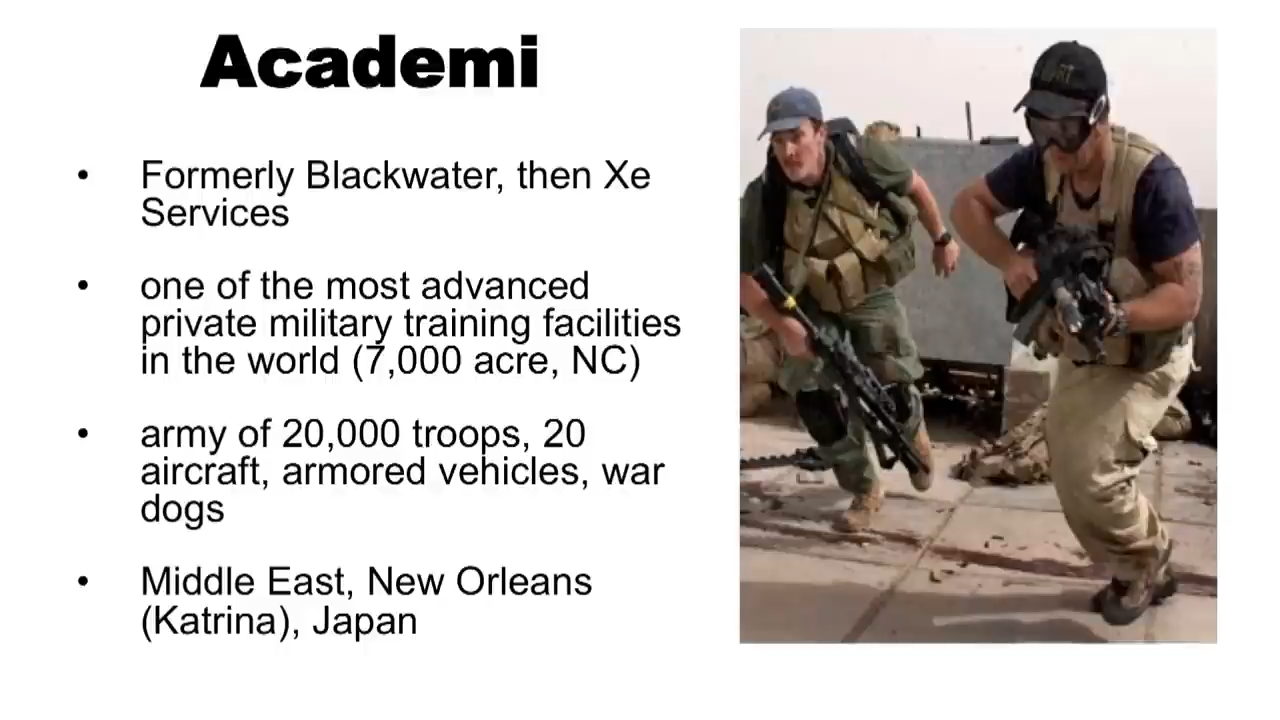 Academi
• Formerly Blackwater, then Xe
Services
• one of the most advanced
private military training facilities
in the world (7,000 acre, NC)
• army of 20,000 troops, 20
aircraft, armored vehicles, war
dogs
• Middle East, New Orleans
(Katrina), Japan